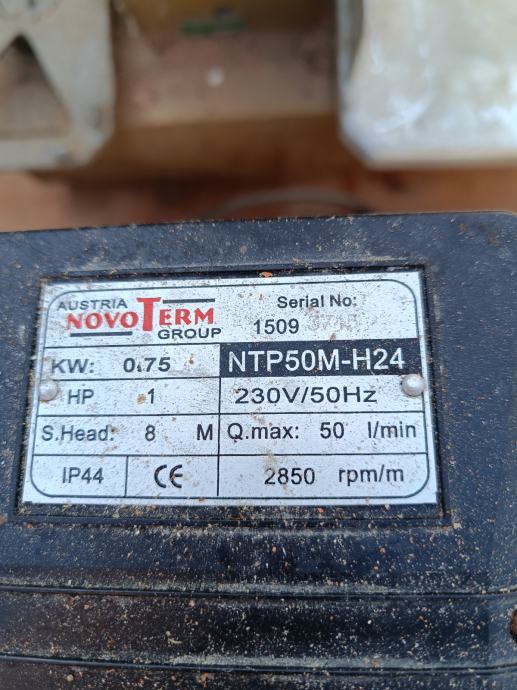 AUSTRIA
NOVOTERM
GROUP
Serial No:
1509
KW: 0.75
NTP50M-H24
HP 1
230V/50Hz
S.Head: 8 M
Q.max: 50 l/min
IP44
CE
2850 rpm/m